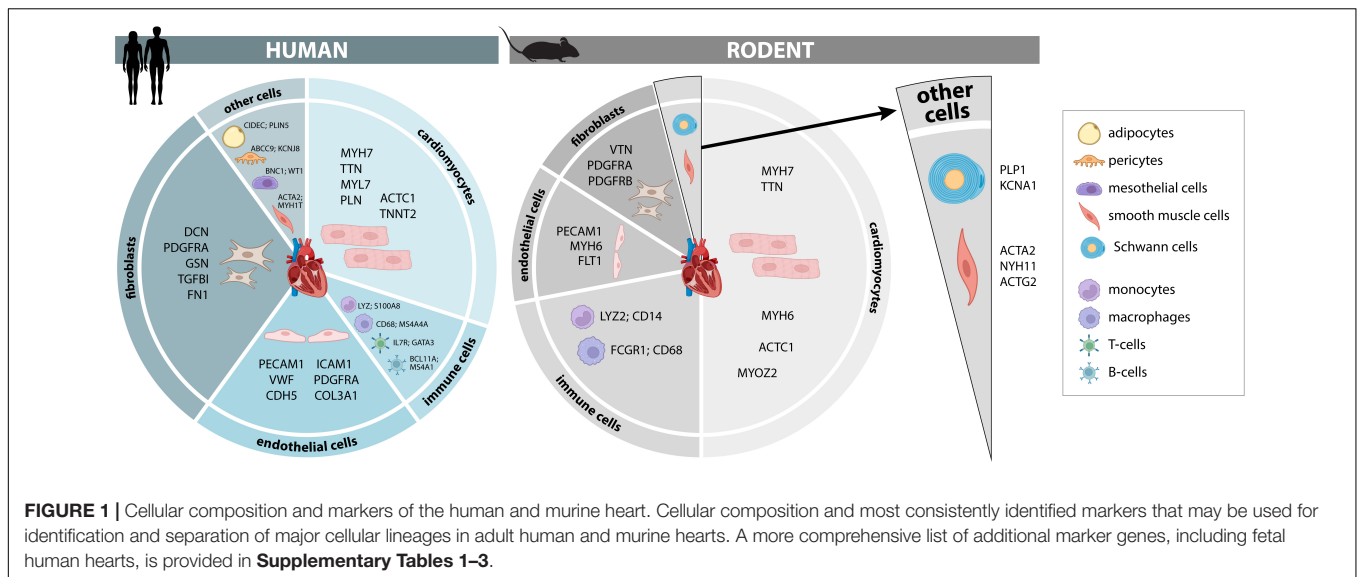 HUMAN
RODENT
other cells
CIDEC; PLIN5
ABCC9; KCNJ8
BNC1; WT1
ACTA2;
MYH1T
cardiomyocytes
MYH7
TTN
MYL7
PLN
ACTC1
TNNT2
fibroblasts
DCN
PDGFRA
GSN
TGFBI
FN1
LYZ; S100A8
CD68; MS4A4A
IL7R; GATA3
BCL11A;
MS4A1
immune cells
PECAM1
VWF
CDH5
ICAM1
PDGFRA
COL3A1
endothelial cells
fibroblasts
VTN
PDGFRA
PDGFRB
endothelial cells
PECAM1
MYH6
FLT1
LYZ2; CD14
FCGR1; CD68
immune cells
MYH7
TTN
cardiomyocytes
MYH6
ACTC1
MYOZ2
other
cells
PLP1
KCNA1
ACTA2
NYH11
ACTG2
adipocytes
pericytes
mesothelial cells
smooth muscle cells
Schwann cells
monocytes
macrophages
T-cells
B-cells
FIGURE 1 | Cellular composition and markers of the human and murine heart. Cellular composition and most consistently identified markers that may be used for
identification and separation of major cellular lineages in adult human and murine hearts. A more comprehensive list of additional marker genes, including fetal
human hearts, is provided in Supplementary Tables 1–3.